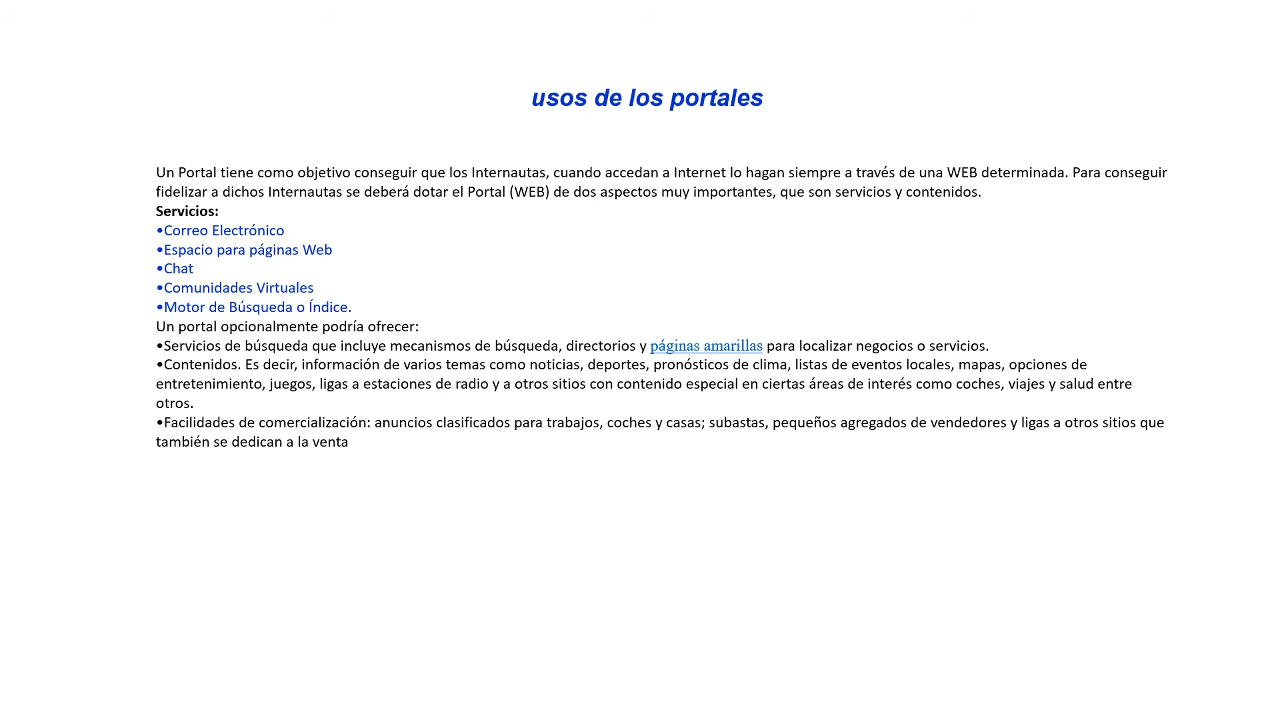 usos de los portales
Un Portal tiene como objetivo conseguir que los Internautas, cuando accedan a Internet lo hagan siempre a través de una WEB determinada. Para conseguir
fidelizar a dichos Internautas se deberá dotar el Portal (WEB) de dos aspectos muy importantes, que son servicios y contenidos.
Servicios:
•Correo Electrónico
•Espacio para páginas Web
•Chat
•Comunidades Virtuales
•Motor de Búsqueda o Índice.
Un portal opcionalmente podría ofrecer:
•Servicios de búsqueda que incluye mecanismos de búsqueda, directorios y páginas amarillas para localizar negocios o servicios.
•Contenidos. Es decir, información de varios temas como noticias, deportes, pronósticos de clima, listas de eventos locales, mapas, opciones de
entretenimiento, juegos, ligas a estaciones de radio y a otros sitios con contenido especial en ciertas áreas de interés como coches, viajes y salud entre
otros.
•Facilidades de comercialización: anuncios clasificados para trabajos, coches y casas; subastas, pequeños agregados de vendedores y ligas a otros sitios que
también se dedican a la venta